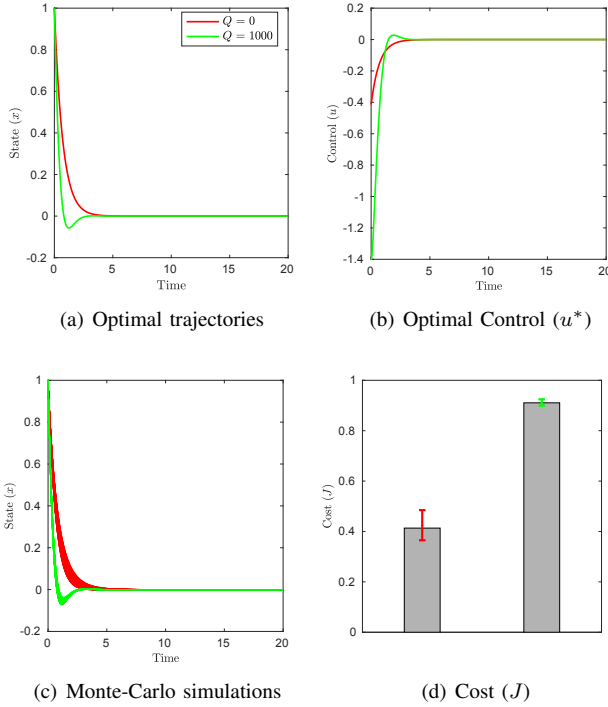 1
0.8
0.6
0.4
0.2
0
-0.2
State (x)
0 5 10 15 20
Time
Q = 0
Q = 1000
(a) Optimal trajectories
0.2
0
-0.2
-0.4
-0.6
-0.8
-1
-1.2
-1.4
Control (u)
0 5 10 15 20
Time
(b) Optimal Control (u*)
1
0.8
0.6
0.4
0.2
0
-0.2
State (x)
0 5 10 15 20
Time
(c) Monte-Carlo simulations
1
0.8
0.6
0.4
0.2
0
Cost (J)
(d) Cost (J)